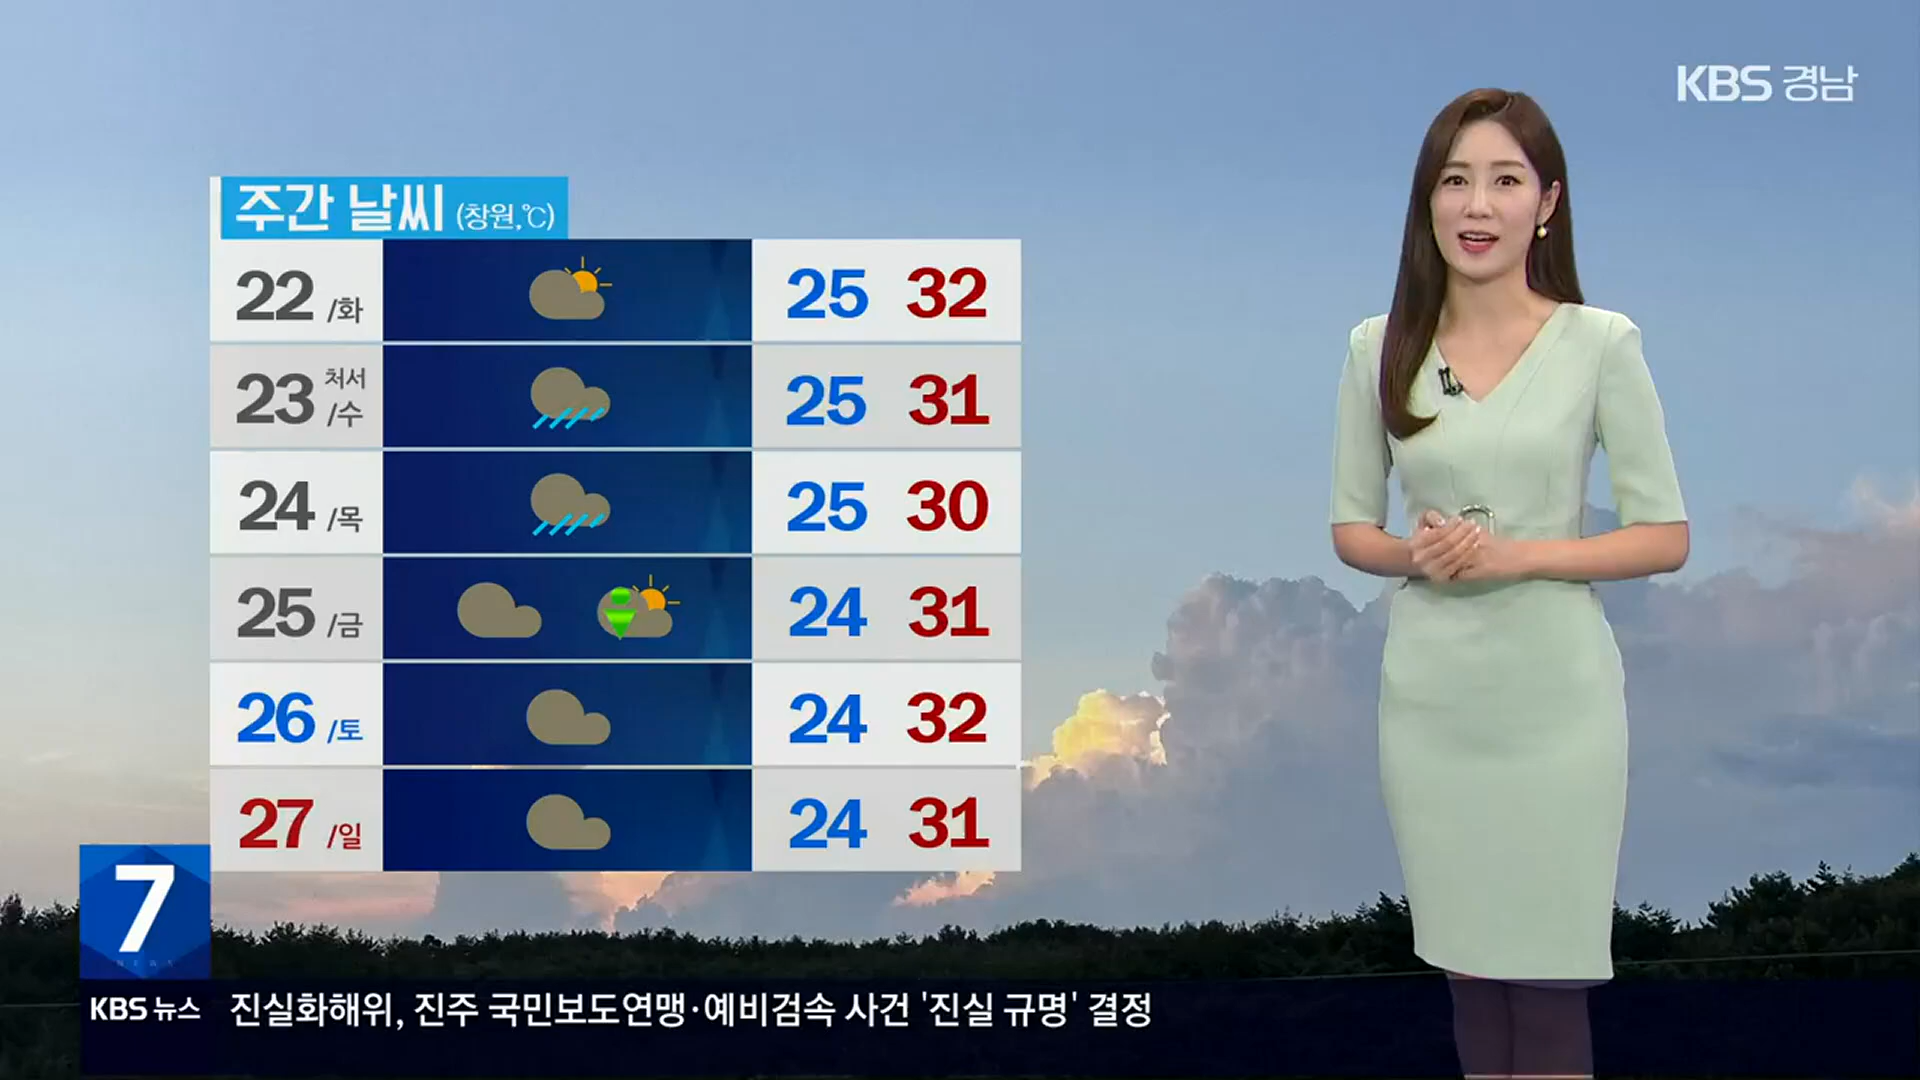 KBS 경남
주간 날씨 (창원,℃)
22 /화 25 32
23 처서 /수 25 31
24 /목 25 30
25 /금 24 31
26 /토 24 32
27 /일 24 31
7
NEWS
KBS 뉴스 진실화해위, 진주 국민보도연맹·예비검속 사건 '진실 규명' 결정